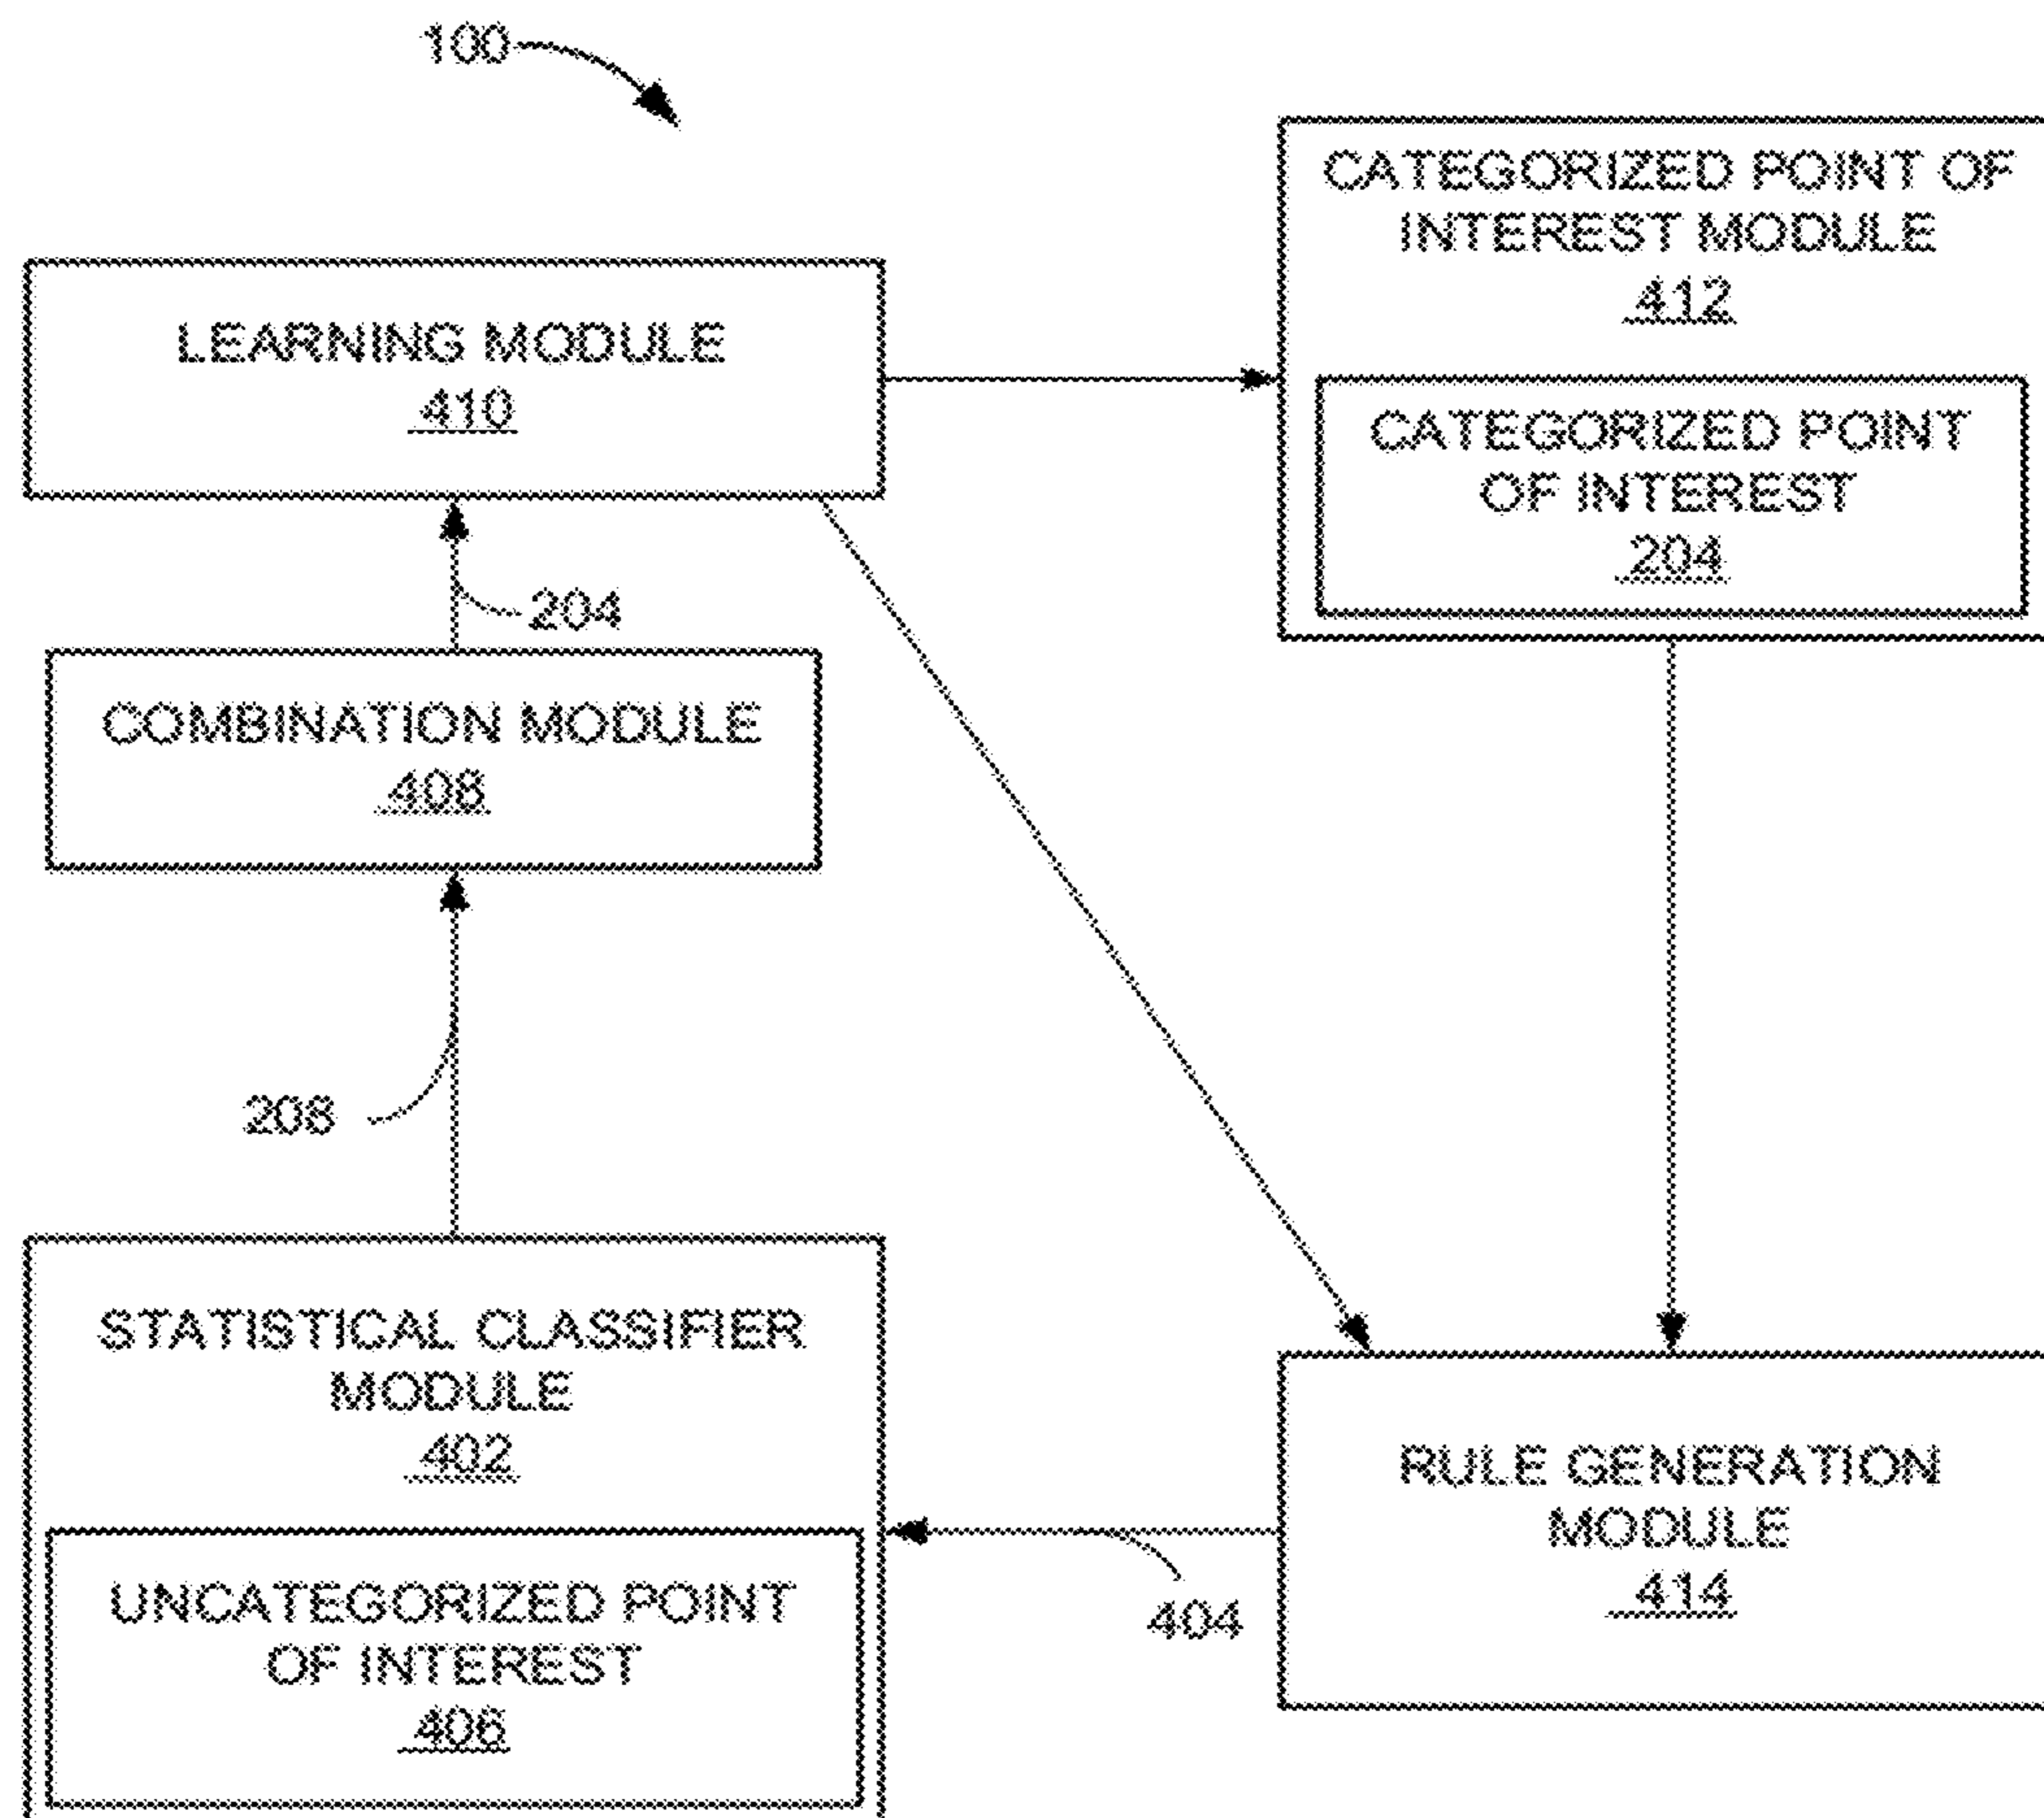 100
CATEGORIZED POINT OF
INTEREST MODULE
412
CATEGORIZED POINT
OF INTEREST
204
LEARNING MODULE
410
204
COMBINATION MODULE
408
208
STATISTICAL CLASSIFIER
MODULE
402
UNCATEGORIZED POINT
OF INTEREST
406
404
RULE GENERATION
MODULE
414